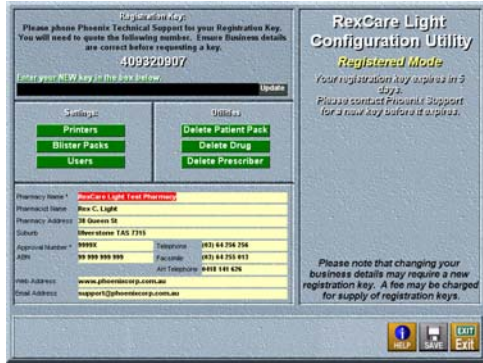 Registration Key:
Please phone Phoenix Technical Support for your Registration Key.
You will need to quote the following number. Ensure Business details
are correct before requesting a key.
409320907
Enter your NEW key in the box below.
Update
Settings:
Printers
Blister Packs
Users
Utilities
Delete Patient Pack
Delete Drug
Delete Prescriber
Pharmacy Name * RexCare Light Test Pharmacy
Pharmacist Name Rex C. Light
Pharmacy Address 38 Queen St
Suburb Ulverstone TAS 7315
Approval Number * 9999X Telephone (03) 64 256 256
ABN 99 999 999 999 Facsimile (03) 64 255 013
AH Telephone 0418 141 626
Web Address www.phoenixcorp.com.au
Email Address support@phoenixcorp.com.au
RexCare Light
Configuration Utility
Registered Mode
Your registration key expires in 5
days.
Please contact Phoenix Support
for a new key before it expires.
Please note that changing your
business details may require a new
registration key. A fee may be charged
for supply of registration keys.
HELP
SAVE
EXIT
Exit